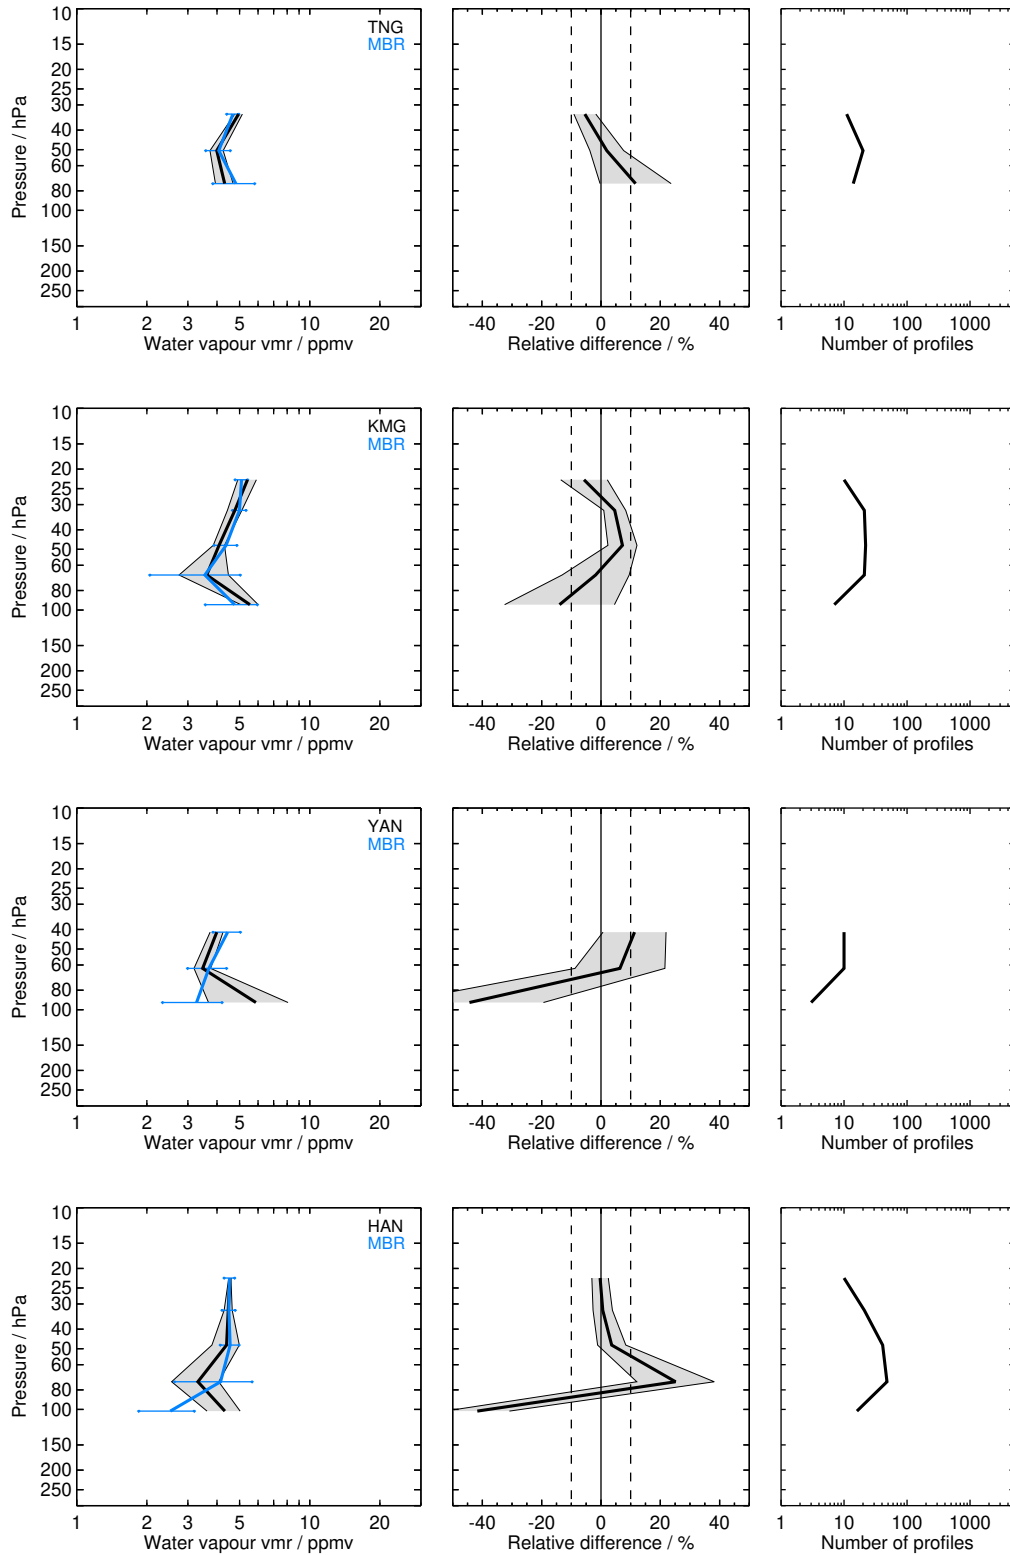 TNG
MBR
Pressure / hPa
10
15
20
25
30
40
50
60
80
100
150
200
250
1 2 3 5 10 20
Water vapour vmr / ppmv
-40 -20 0 20 40
Relative difference / %
1 10 100 1000
Number of profiles
KMG
MBR
Pressure / hPa
10
15
20
25
30
40
50
60
80
100
150
200
250
1 2 3 5 10 20
Water vapour vmr / ppmv
-40 -20 0 20 40
Relative difference / %
1 10 100 1000
Number of profiles
YAN
MBR
Pressure / hPa
10
15
20
25
30
40
50
60
80
100
150
200
250
1 2 3 5 10 20
Water vapour vmr / ppmv
-40 -20 0 20 40
Relative difference / %
1 10 100 1000
Number of profiles
HAN
MBR
Pressure / hPa
10
15
20
25
30
40
50
60
80
100
150
200
250
1 2 3 5 10 20
Water vapour vmr / ppmv
-40 -20 0 20 40
Relative difference / %
1 10 100 1000
Number of profiles